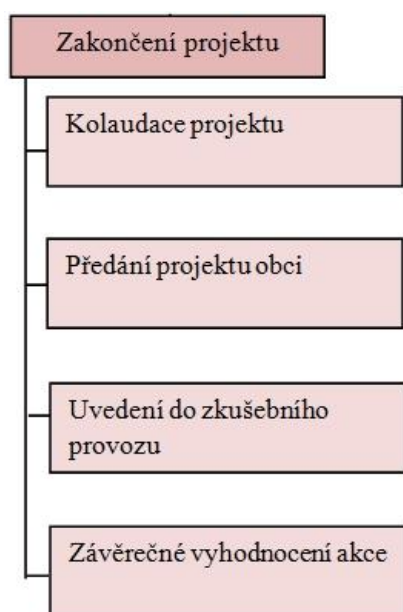 Zakončení projektu
Kolaudace projektu
Předání projektu obci
Uvedení do zkušebního
provozu
Závěrečné vyhodnocení akce